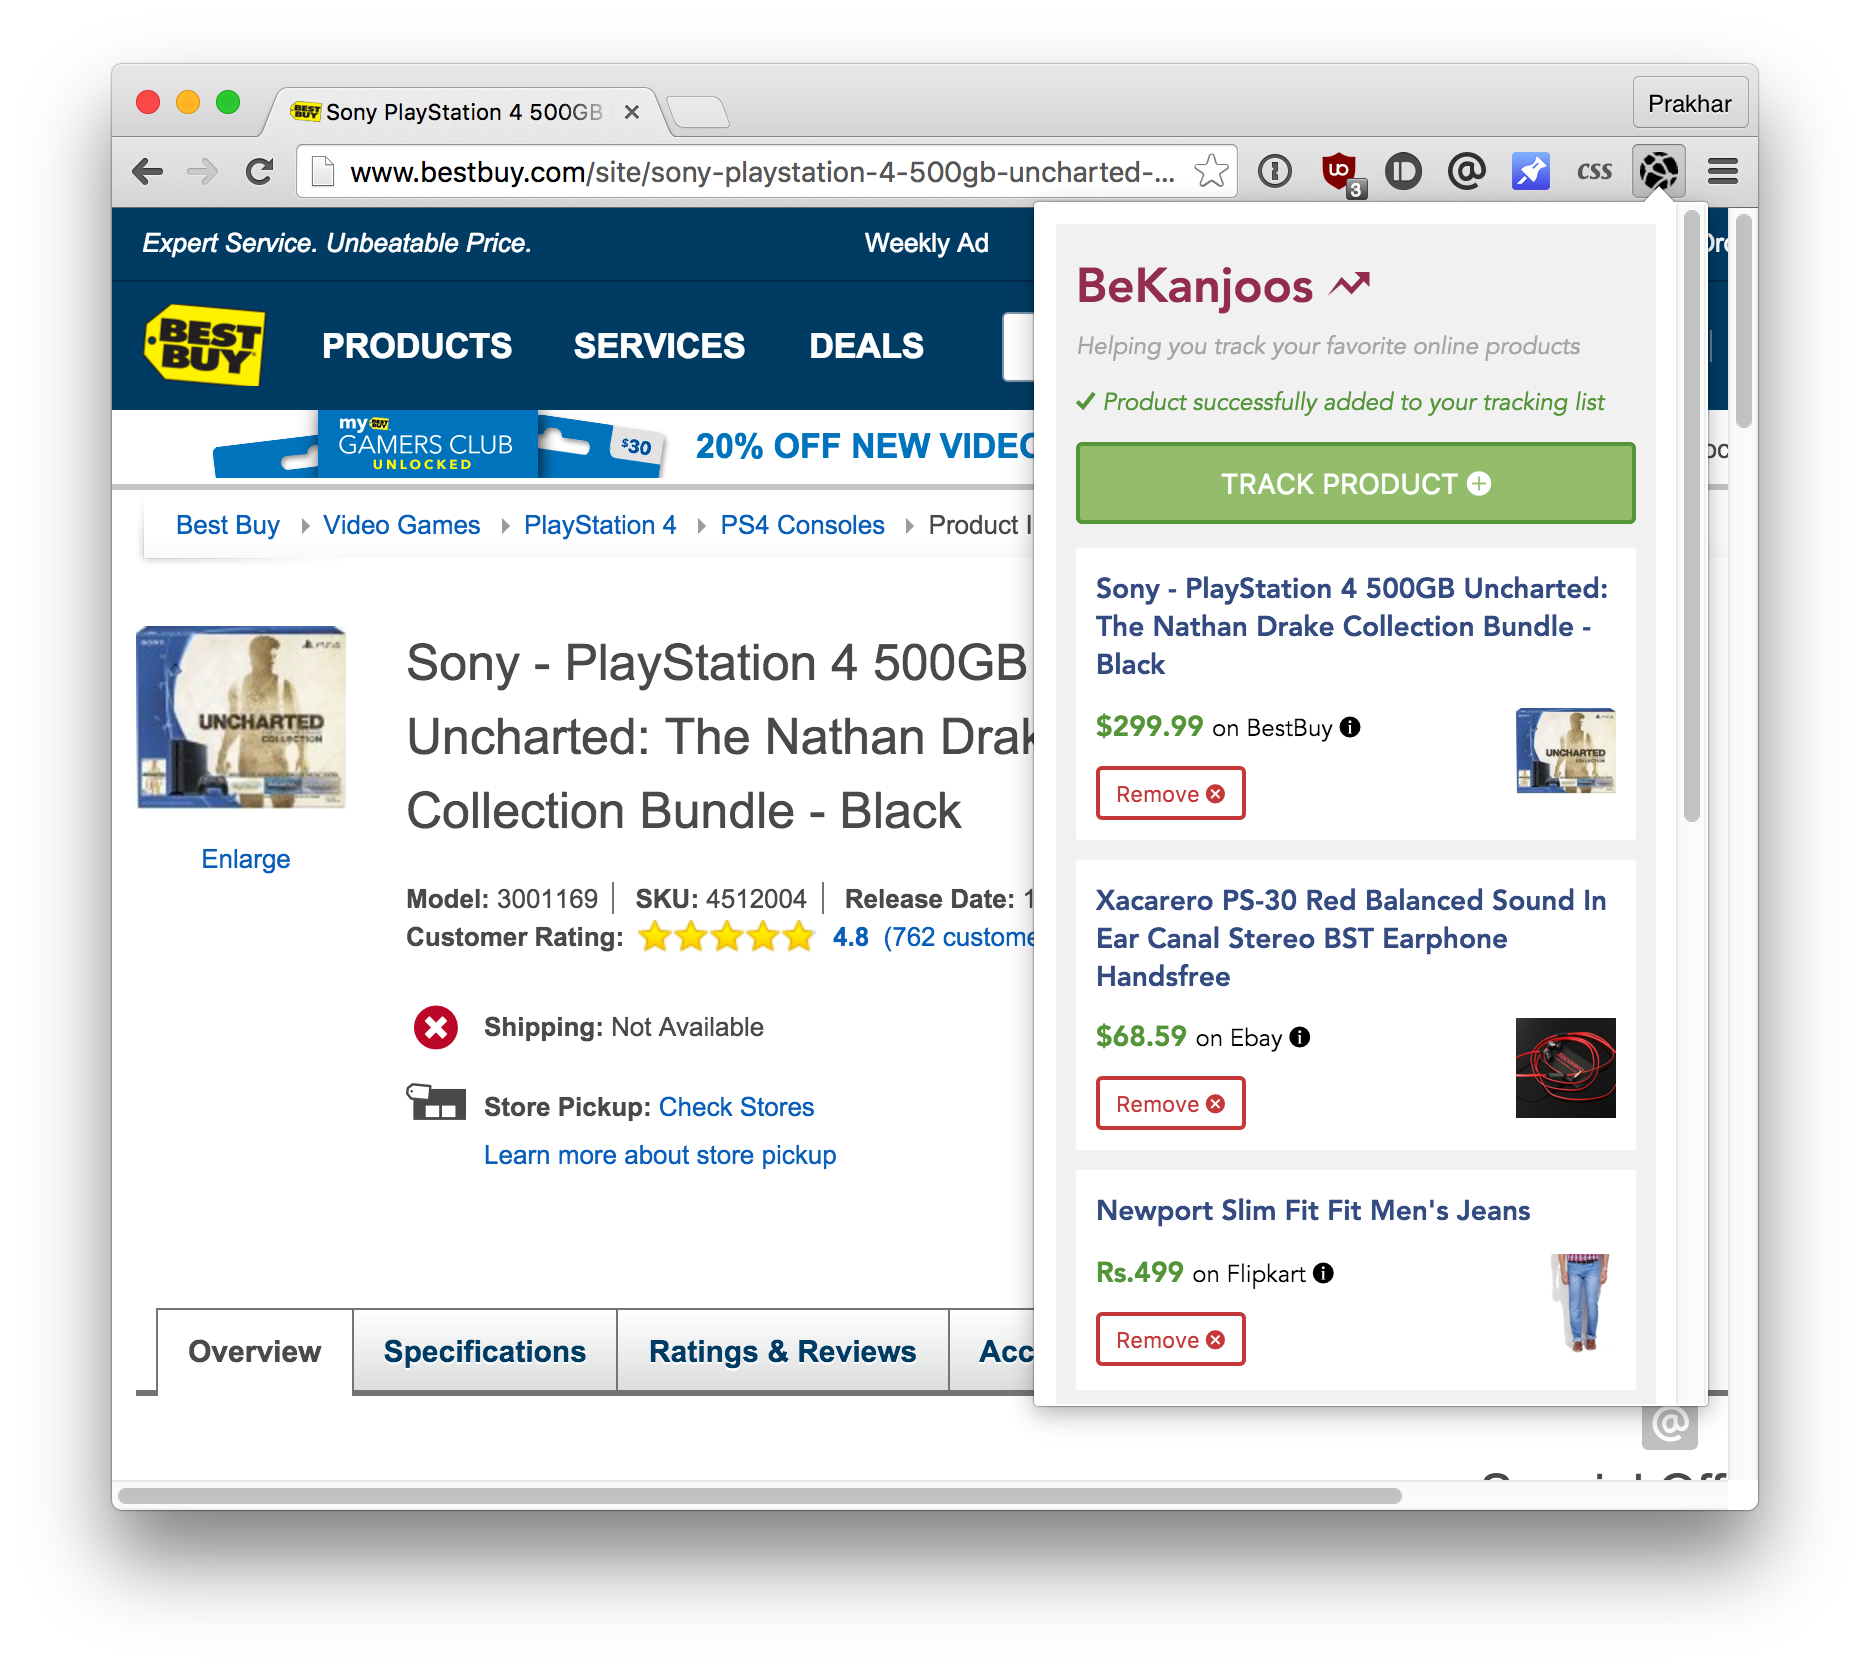 Sony PlayStation 4 500GB
Prakhar
www.bestbuy.com/site/sony-playstation-4-500gb-uncharted-...
3
css
Expert Service. Unbeatable Price.
Weekly Ad
BEST
BUY
PRODUCTS
SERVICES
DEALS
my BEST BUY
GAMERS CLUB
UNLOCKED
$30
20% OFF NEW VIDEO
Best Buy
Video Games
PlayStation 4
PS4 Consoles
Product I
UNCHARTED
COLLECTION
Enlarge
Sony - PlayStation 4 500GB
Uncharted: The Nathan Drak
Collection Bundle - Black
Model: 3001169
SKU: 4512004
Release Date: 1
Customer Rating:
4.8
(762 custome
Shipping: Not Available
Store Pickup: Check Stores
Learn more about store pickup
Overview
Specifications
Ratings & Reviews
Acc
BeKanjoos
Helping you track your favorite online products
Product successfully added to your tracking list
TRACK PRODUCT
Sony - PlayStation 4 500GB Uncharted:
The Nathan Drake Collection Bundle -
Black
$299.99 on BestBuy
UNCHARTED
Remove
Xacarero PS-30 Red Balanced Sound In
Ear Canal Stereo BST Earphone
Handsfree
$68.59 on Ebay
Remove
Newport Slim Fit Fit Men's Jeans
Rs.499 on Flipkart
Remove
@